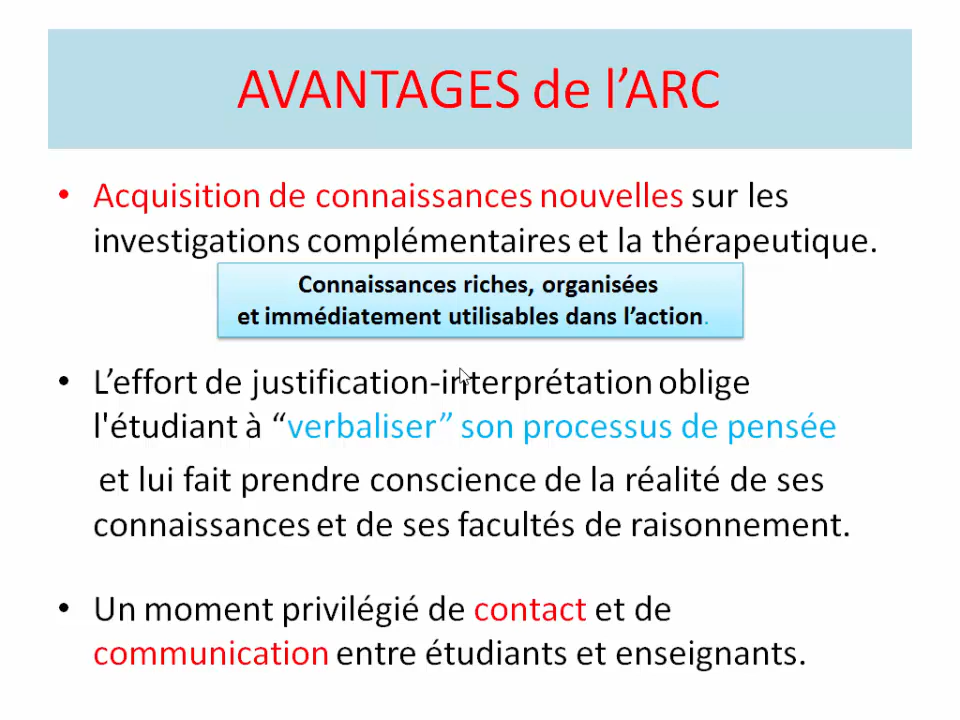 AVANTAGES de l’ARC
• Acquisition de connaissances nouvelles sur les
investigations complémentaires et la thérapeutique.
Connaissances riches, organisées
et immédiatement utilisables dans l’action.
• L’effort de justification-interprétation oblige
l'étudiant à “verbaliser” son processus de pensée
et lui fait prendre conscience de la réalité de ses
connaissances et de ses facultés de raisonnement.
• Un moment privilégié de contact et de
communication entre étudiants et enseignants.